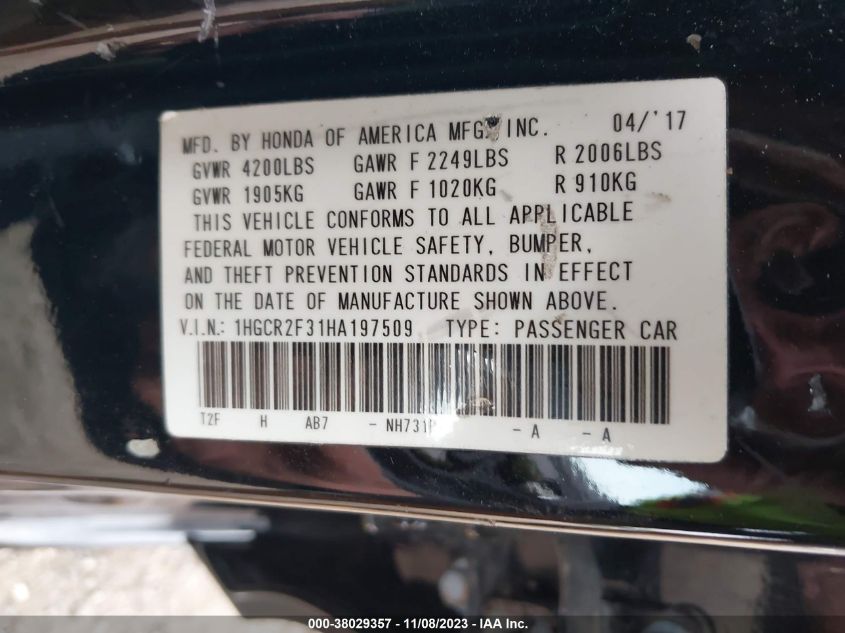 MFD. BY HONDA OF AMERICA MFG. INC. 04/'17
GVWR 4200LBS GAWR F 2249LBS R 2006LBS
GVWR 1905KG GAWR F 1020KG R 910KG
THIS VEHICLE CONFORMS TO ALL APPLICABLE
FEDERAL MOTOR VEHICLE SAFETY, BUMPER,
AND THEFT PREVENTION STANDARDS IN EFFECT
ON THE DATE OF MANUFACTURE SHOWN ABOVE.
V.I.N.: 1HGCR2F31HA197509 TYPE: PASSENGER CAR
T2F H AB7 - NH731P - A - A
000-38029357 - 11/08/2023 - IAA Inc.